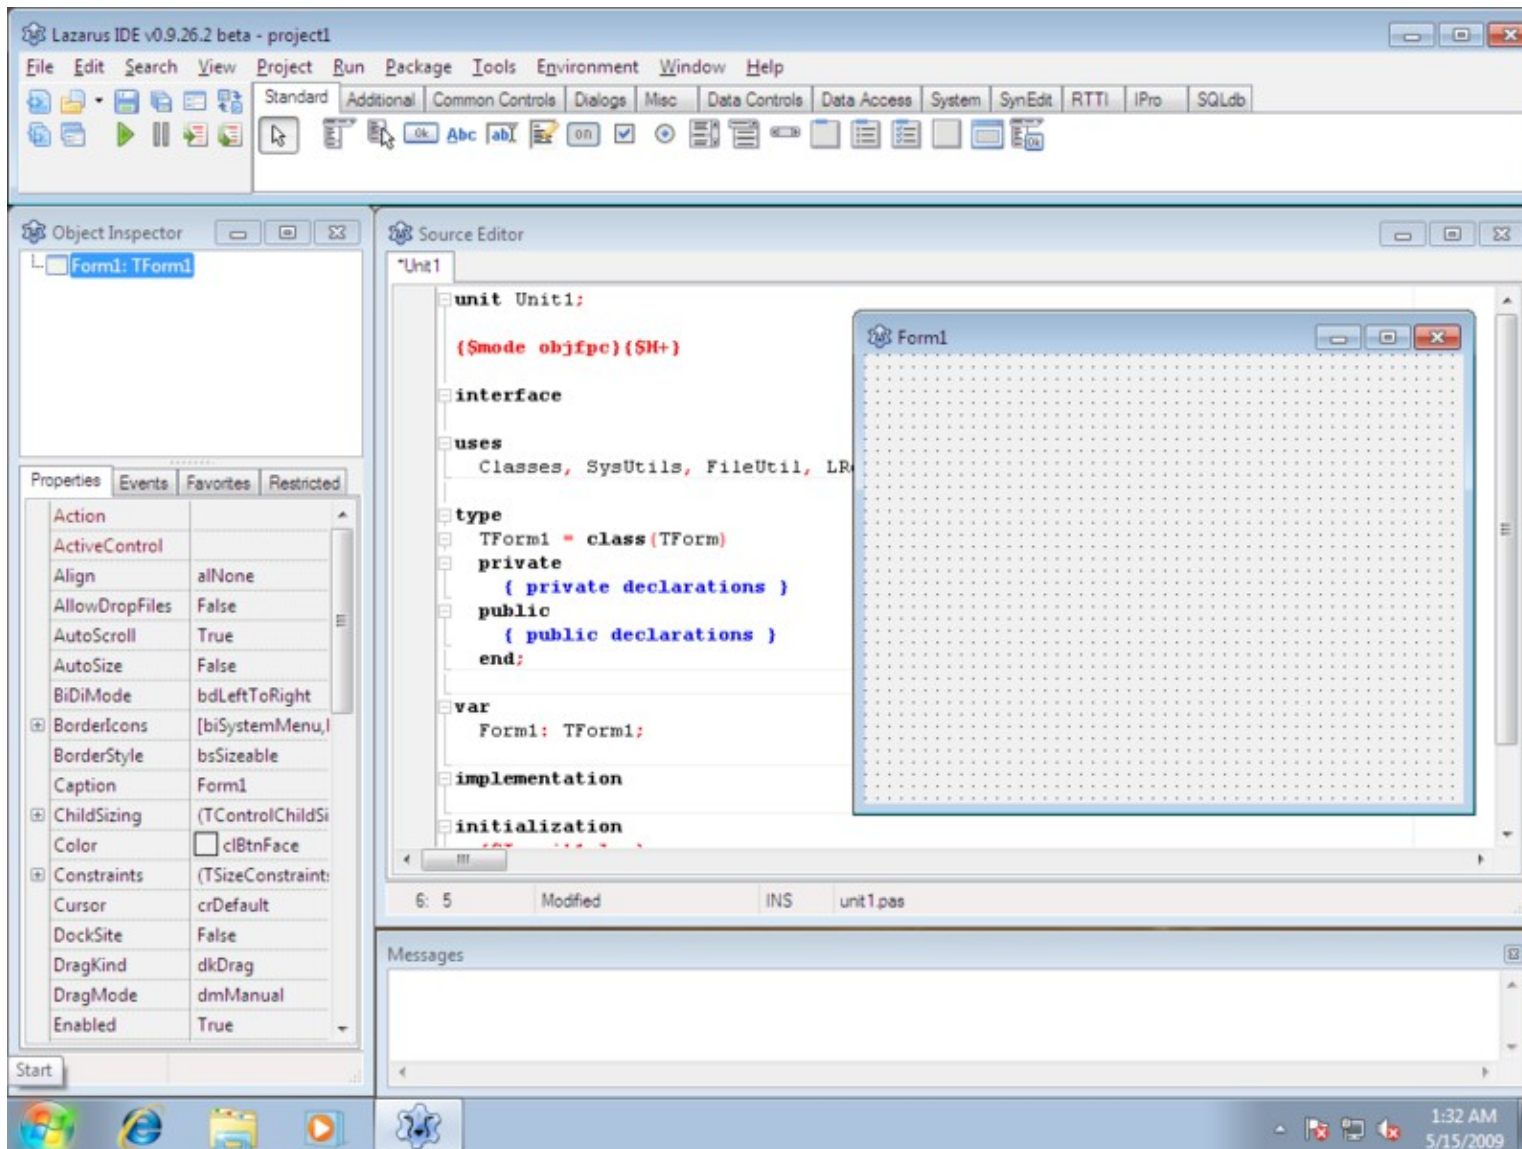 Lazarus IDE v0.9.26.2 beta - project1
File Edit Search View Project Run Package Tools Environment Window Help
Standard Additional Common Controls Dialogs Misc Data Controls Data Access System SynEdit RTTI IPro SQLdb
Ok Abc abI on Ok
Object Inspector
Form1: TForm1
Properties Events Favorites Restricted
Action
ActiveControl
Align alNone
AllowDropFiles False
AutoScroll True
AutoSize False
BiDiMode bdLeftToRight
BorderIcons [biSystemMenu,
BorderStyle bsSizeable
Caption Form1
ChildSizing (TControlChildSi
Color clBtnFace
Constraints (TSizeConstraint
Cursor crDefault
DockSite False
DragKind dkDrag
DragMode dmManual
Enabled True
Source Editor
*Unit1
unit Unit1;
{$mode objfpc}{$H+}
interface
uses
Classes, SysUtils, FileUtil, LR
type
TForm1 = class(TForm)
private
{ private declarations }
public
{ public declarations }
end;
var
Form1: TForm1;
implementation
initialization
6: 5 Modified INS unit1.pas
Form1
Messages
Start
1:32 AM
5/15/2009